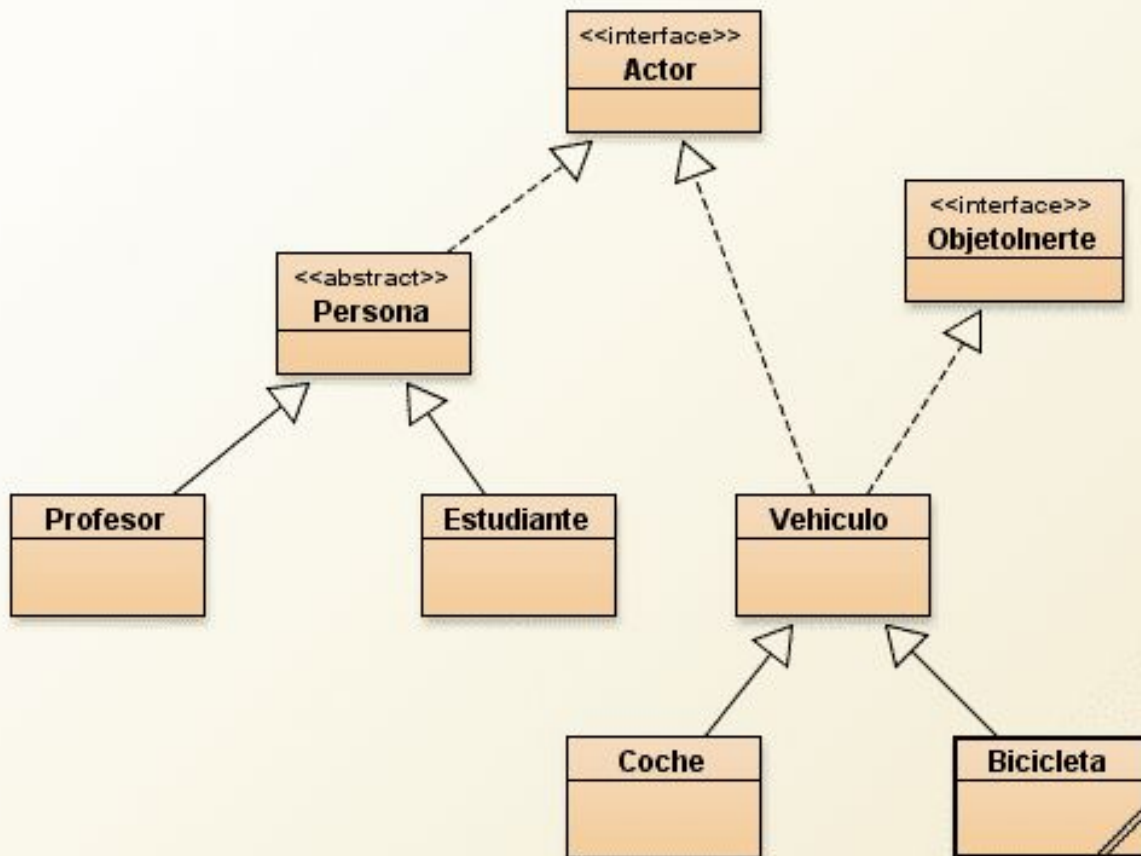 <<interface>>
Actor
<<interface>>
ObjetoInerte
<<abstract>>
Persona
Profesor
Estudiante
Vehiculo
Coche
Bicicleta